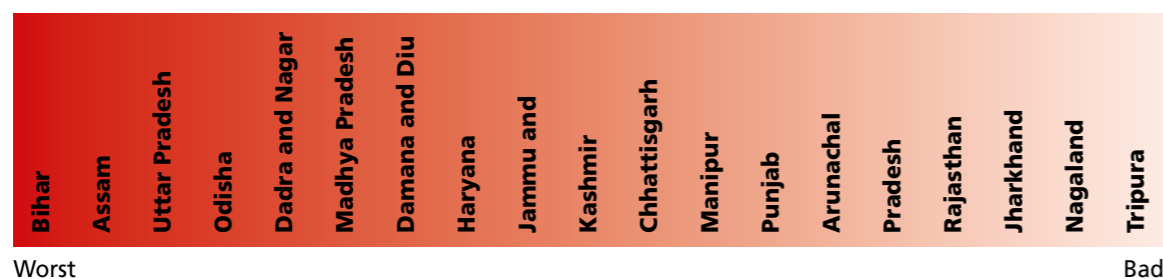 Bihar
Assam
Uttar Pradesh
Odisha
Dadra and Nagar
Madhya Pradesh
Damana and Diu
Haryana
Jammu and
Kashmir
Chhattisgarh
Manipur
Punjab
Arunachal
Pradesh
Rajasthan
Jharkhand
Nagaland
Tripura
Worst
Bad